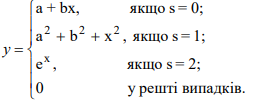 a + bx, якщо s = 0;
a² + b² + x², якщо s = 1;
y =
eˣ, якщо s = 2;
0 у решті випадків.